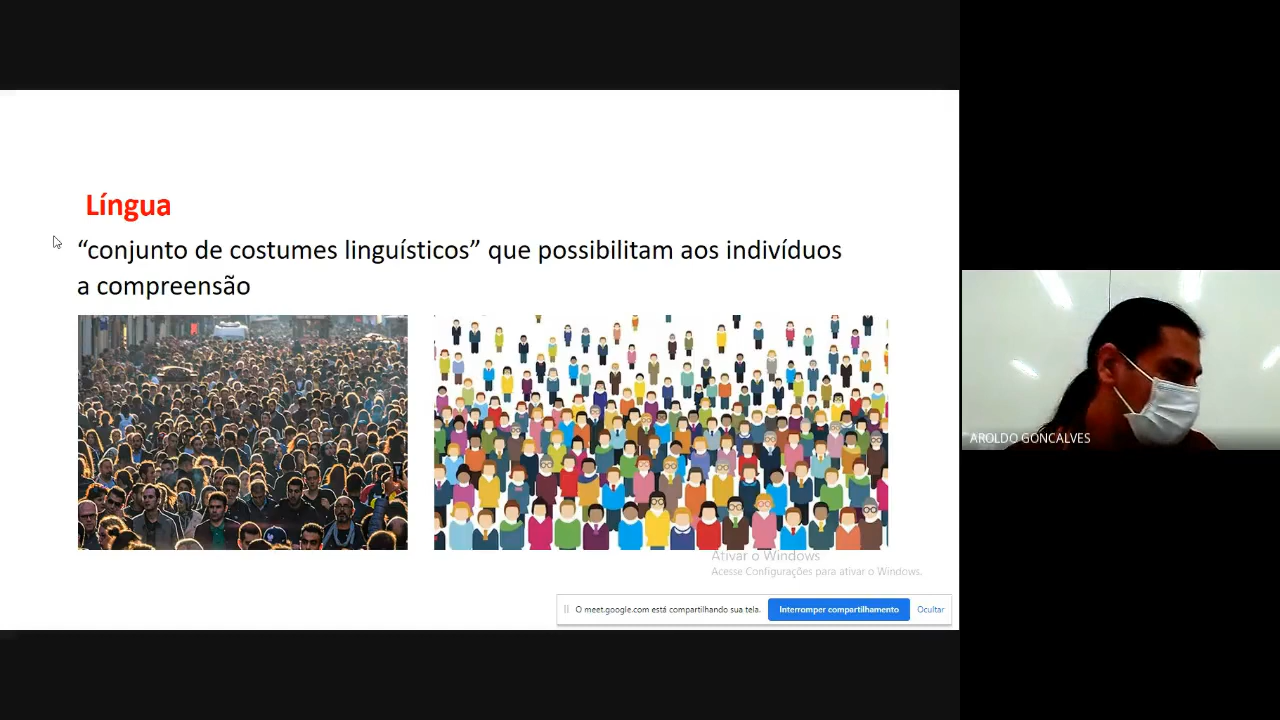 Língua
“conjunto de costumes linguísticos” que possibilitam aos indivíduos
a compreensão
AROLDO GONCALVES
Ativar o Windows
Acesse Configurações para ativar o Windows.
O meet.google.com está compartilhando sua tela.
Interromper compartilhamento
Ocultar